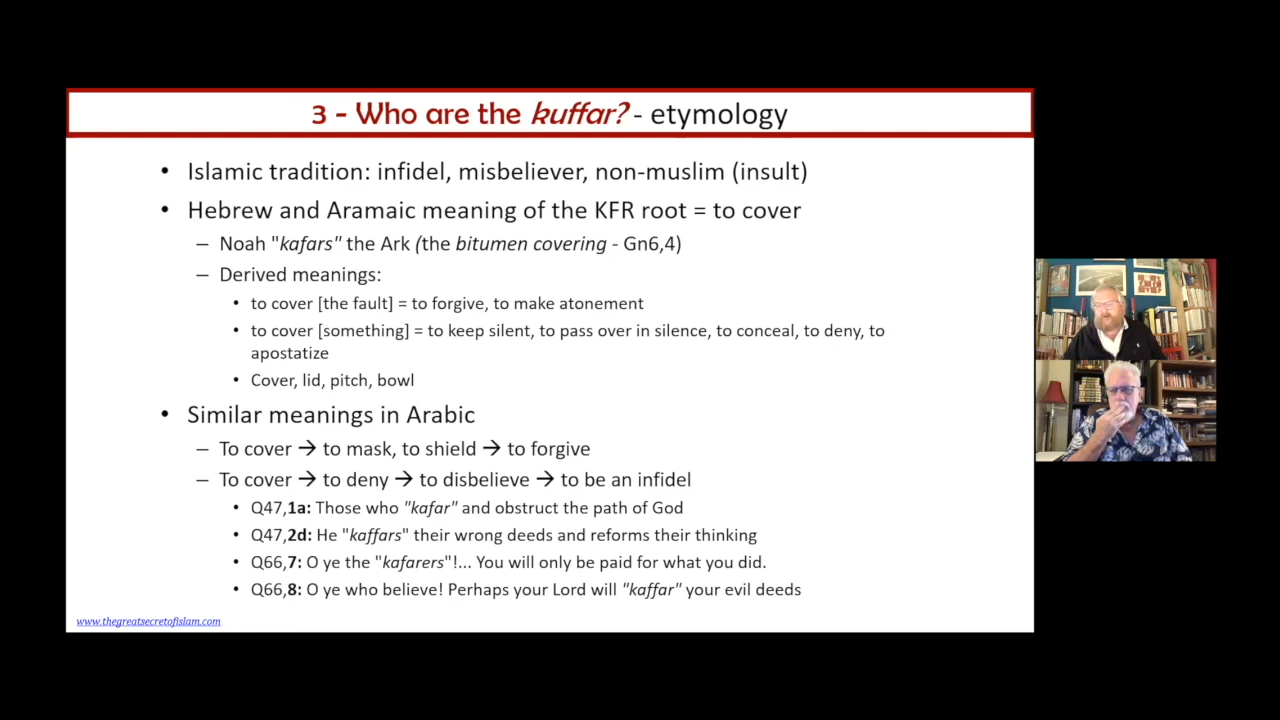 3 - Who are the kuffar? - etymology
• Islamic tradition: infidel, misbeliever, non-muslim (insult)
• Hebrew and Aramaic meaning of the KFR root = to cover
– Noah "kafars" the Ark (the bitumen covering - Gn6,4)
– Derived meanings:
• to cover [the fault] = to forgive, to make atonement
• to cover [something] = to keep silent, to pass over in silence, to conceal, to deny, to
apostatize
• Cover, lid, pitch, bowl
• Similar meanings in Arabic
– To cover → to mask, to shield → to forgive
– To cover → to deny → to disbelieve → to be an infidel
• Q47,1a: Those who "kafar" and obstruct the path of God
• Q47,2d: He "kaffars" their wrong deeds and reforms their thinking
• Q66,7: O ye the "kafarers"!... You will only be paid for what you did.
• Q66,8: O ye who believe! Perhaps your Lord will "kaffar" your evil deeds
www.thegreatsecretofislam.com